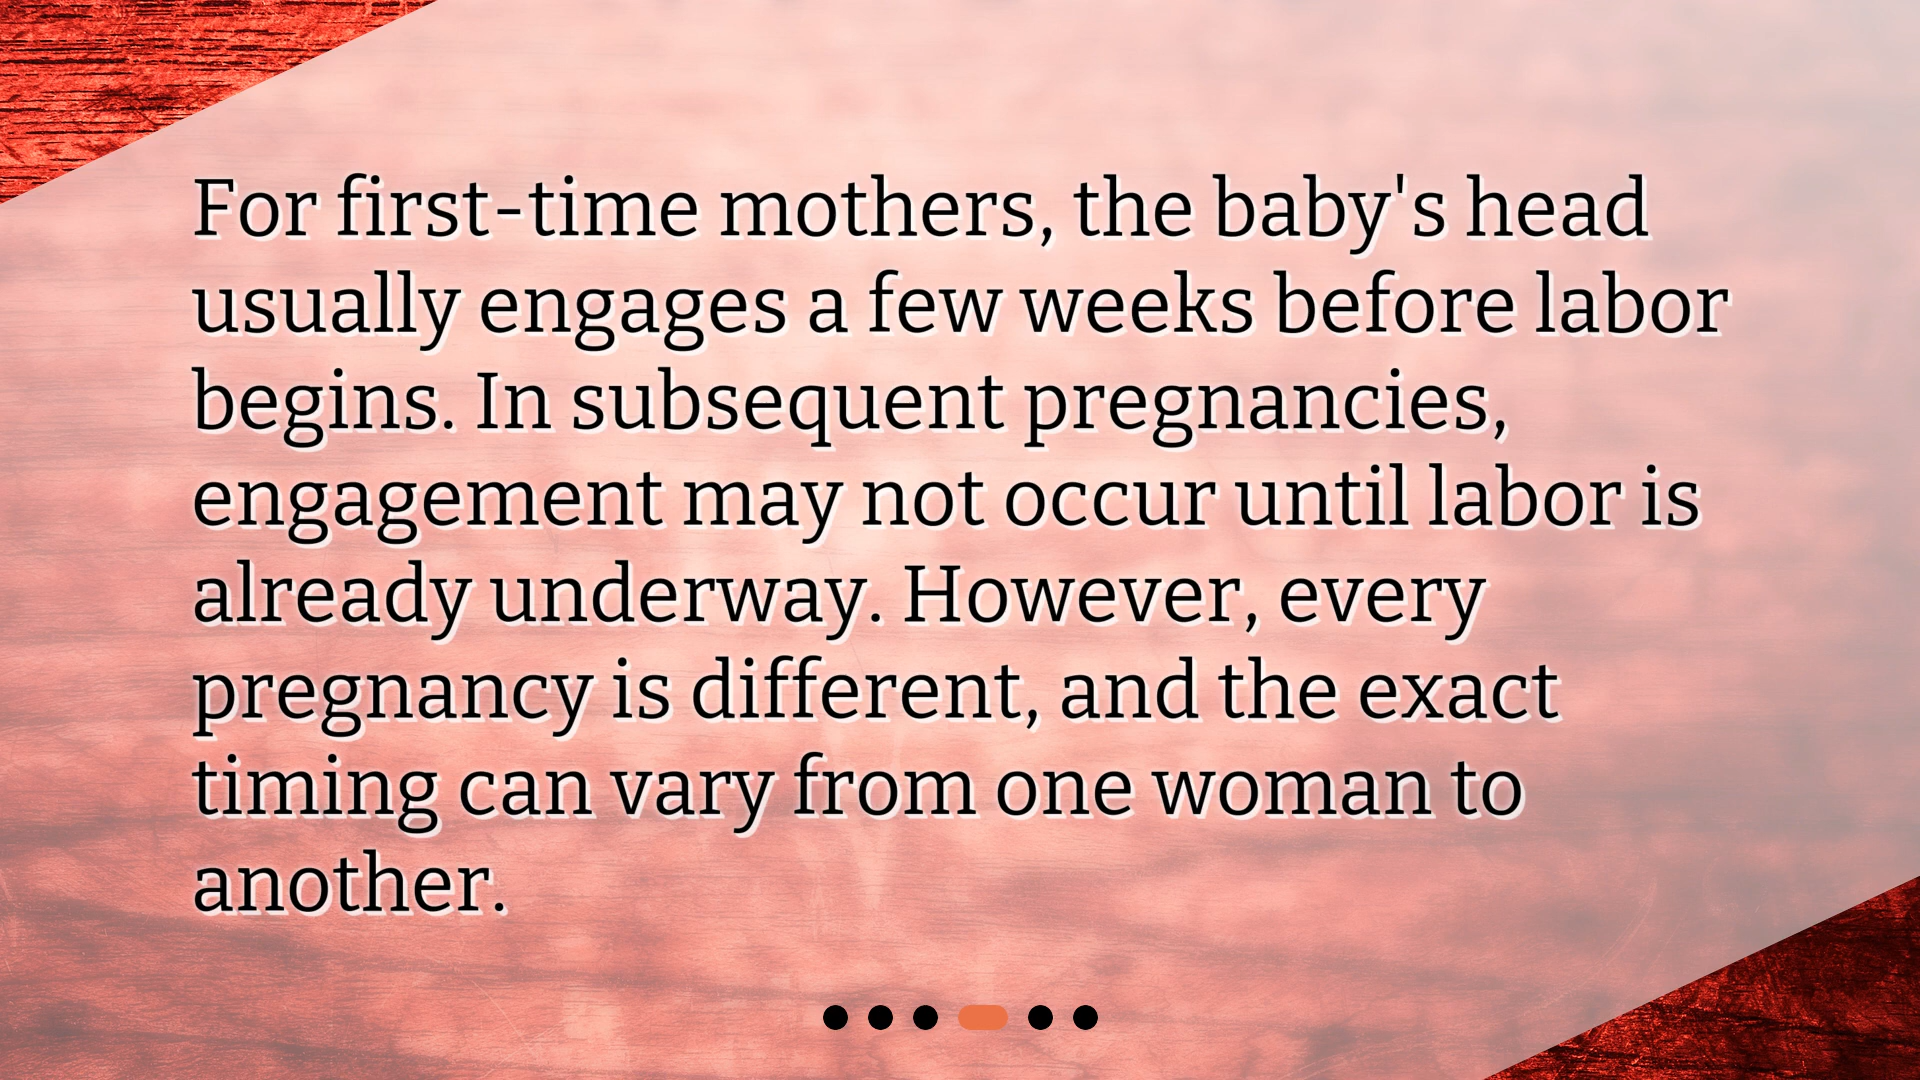 For first-time mothers, the baby's head
usually engages a few weeks before labor
begins. In subsequent pregnancies,
engagement may not occur until labor is
already underway. However, every
pregnancy is different, and the exact
timing can vary from one woman to
another.